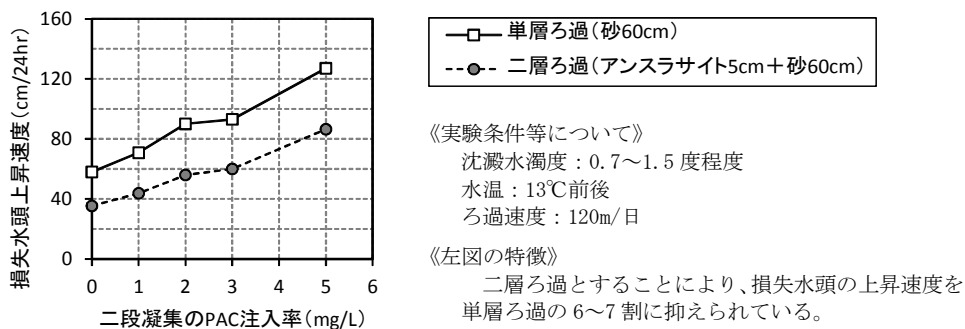 160
120
80
40
0
0 1 2 3 4 5 6
損失水頭上昇速度(cm/24hr)
二段凝集のPAC注入率(mg/L)
単層ろ過(砂60cm)
二層ろ過(アンスラサイト5cm+砂60cm)
《実験条件等について》
沈澱水濁度:0.7~1.5 度程度
水温:13℃前後
ろ過速度:120m/日
《左図の特徴》
二層ろ過とすることにより、損失水頭の上昇速度を
単層ろ過の 6~7 割に抑えられている。